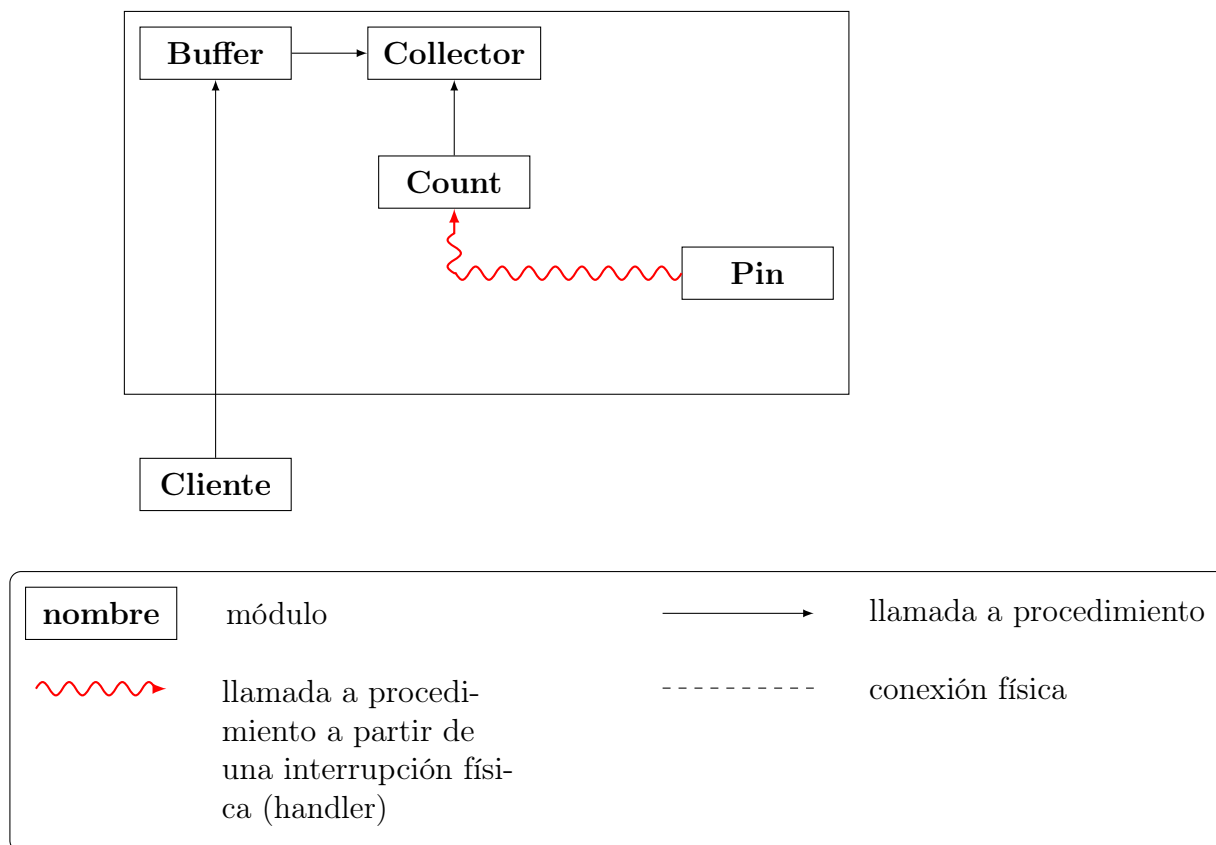 Buffer
Collector
Count
Pin
Cliente
nombre
módulo
llamada a procedimiento
llamada a procedi-
miento a partir de
una interrupción físi-
ca (handler)
conexión física